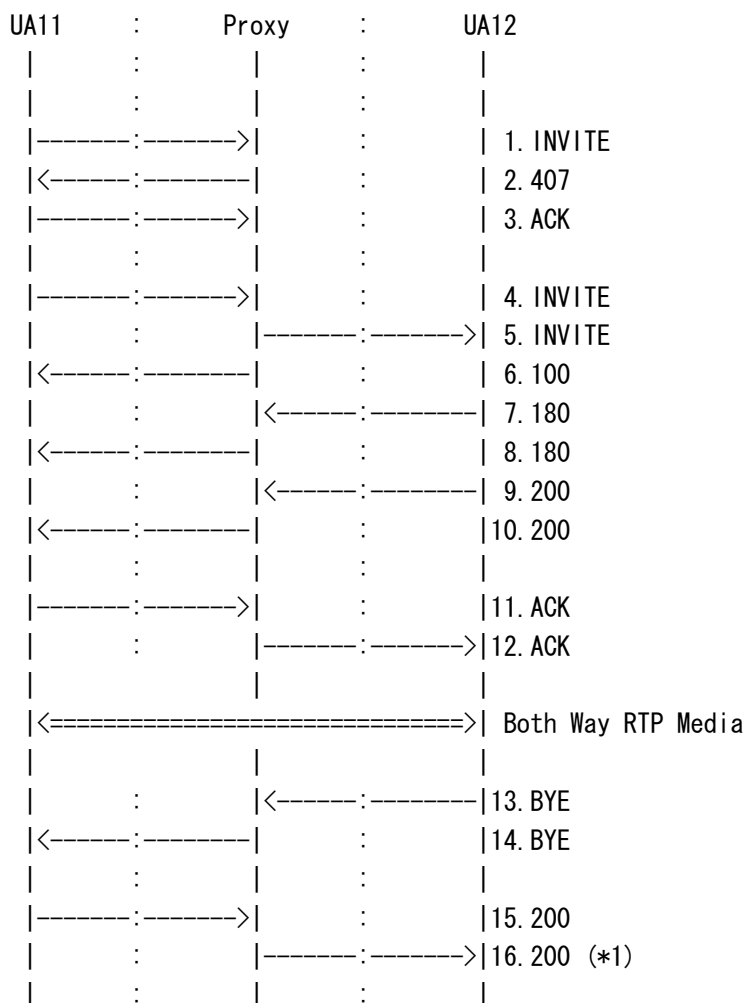 UA11 : Proxy : UA12
| : | : |
| : | : |
|------:------->| : | 1. INVITE
|<------:-------| : | 2. 407
|------:------->| : | 3. ACK
| : | : |
|------:------->| : | 4. INVITE
| : |------:------->| 5. INVITE
|<------:-------| : | 6. 100
| : |<------:-------| 7. 180
|<------:-------| : | 8. 180
| : |<------:-------| 9. 200
|<------:-------| : |10. 200
| : | : |
|------:------->| : |11. ACK
| : |------:------->|12. ACK
| | |
|<=============================>| Both Way RTP Media
| | |
| : |<------:-------|13. BYE
|<------:-------| : |14. BYE
| : | : |
|------:------->| : |15. 200
| : |------:------->|16. 200 (*1)
| : | : |